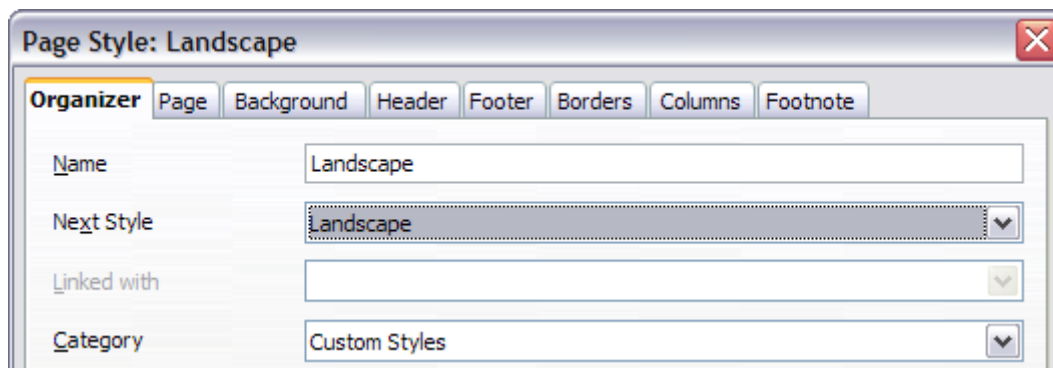 Page Style: Landscape
Organizer Page Background Header Footer Borders Columns Footnote
Name Landscape
Next Style Landscape
Linked with
Category Custom Styles